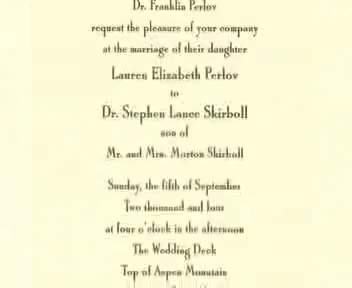 Dr. Franklin Perlov
request the pleasure of your company
at the marriage of their daughter
Lauren Elizabeth Perlov
to
Dr. Stephen Lance Skirboll
son of
Mr. and Mrs. Morton Skirboll
Sunday, the fifth of September
Two thousand and four
at four o'clock in the afternoon
The Wedding Deck
Top of Aspen Mountain